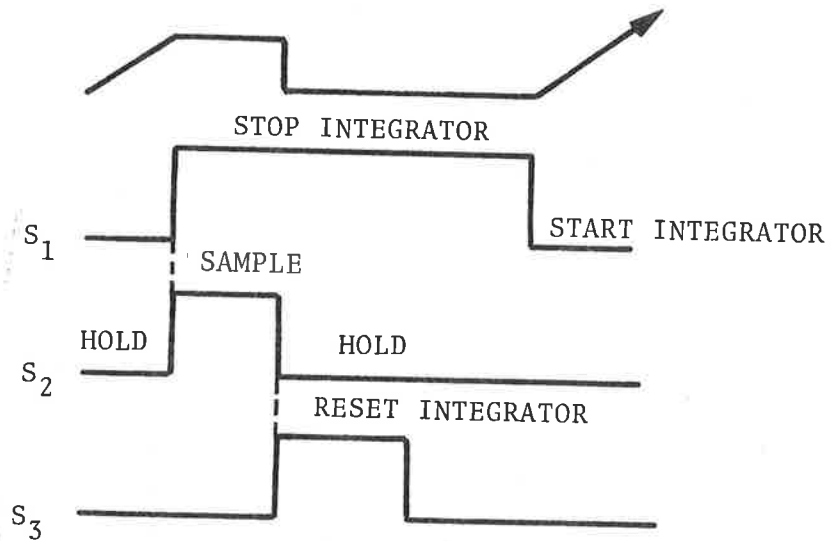 STOP INTEGRATOR
S1
START INTEGRATOR
SAMPLE
HOLD
HOLD
S2
RESET INTEGRATOR
S3